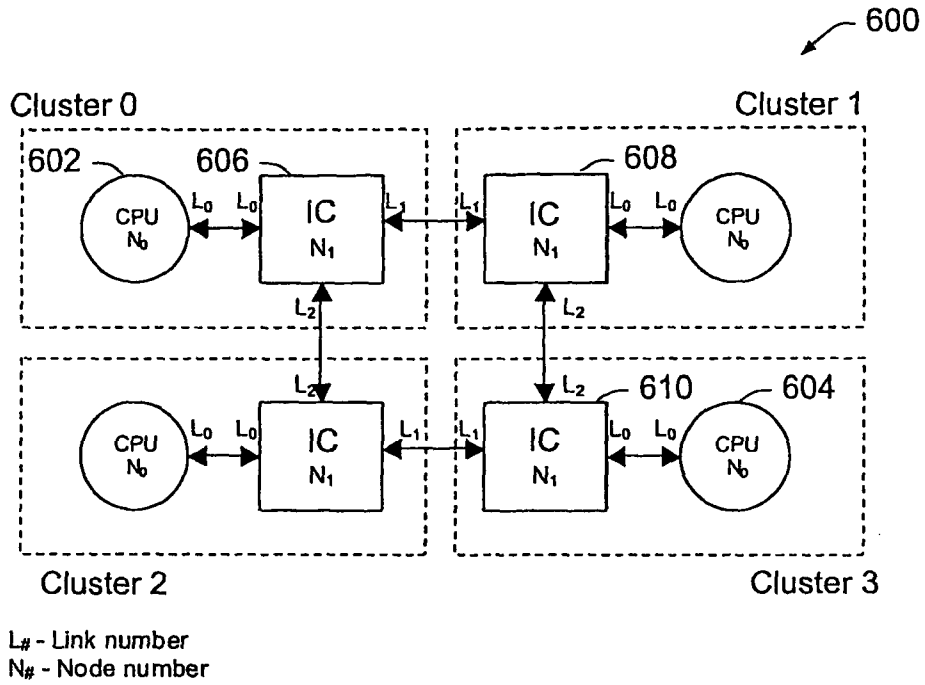 600
Cluster 0
Cluster 1
602
606
608
CPU
N₀
L₀
L₀
IC
N₁
L₁
L₁
IC
N₁
L₀
L₀
CPU
N₀
L₂
L₂
L₂
L₂
610
604
CPU
N₀
L₀
L₀
IC
N₁
L₁
L₁
IC
N₁
L₀
L₀
CPU
N₀
Cluster 2
Cluster 3
L# - Link number
N# - Node number